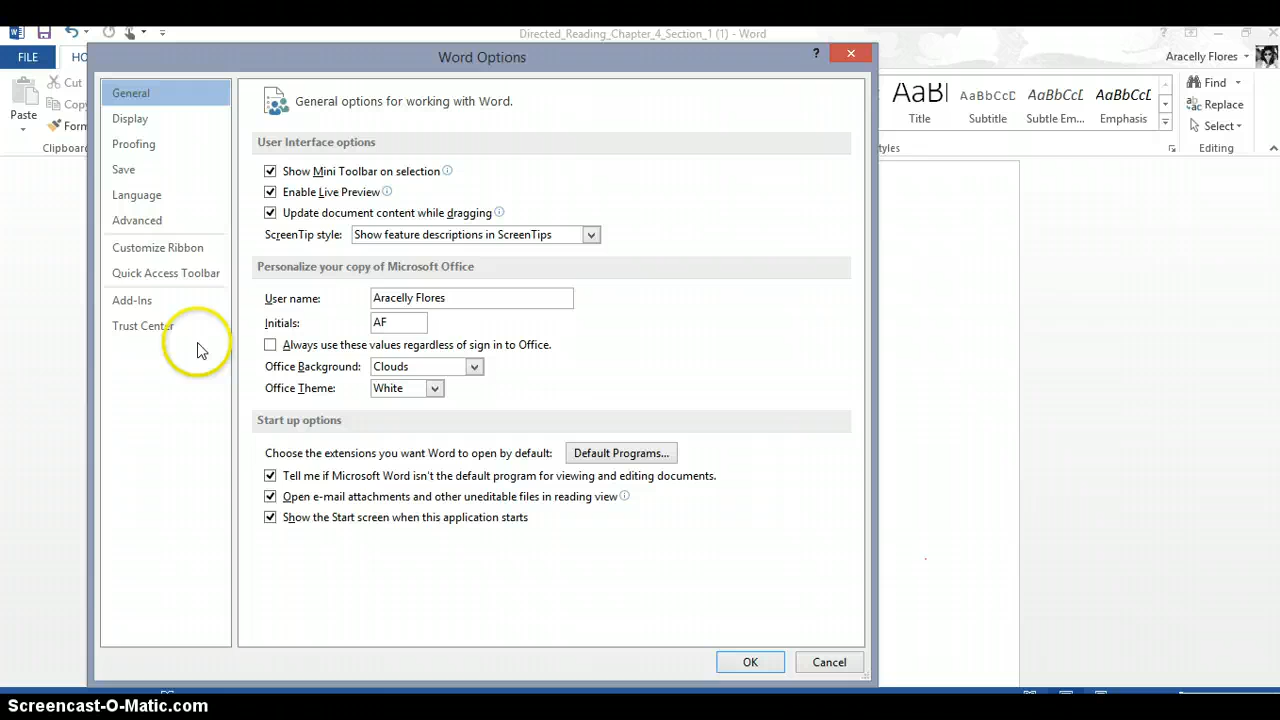 Directed_Reading_Chapter_4_Section_1 (1) - Word
FILE
HO
Aracelly Flores
Cut
Copy
Form
Paste
Clipboard
AaBl
Title
AaBbCcDc
Subtitle
AaBbCcL
Subtle Em...
AaBbCcDc
Emphasis
Find
Replace
Select
Editing
yles
Word Options
?
General
Display
Proofing
Save
Language
Advanced
Customize Ribbon
Quick Access Toolbar
Add-Ins
Trust Center
General options for working with Word.
User Interface options
Show Mini Toolbar on selection
Enable Live Preview
Update document content while dragging
ScreenTip style: Show feature descriptions in ScreenTips
Personalize your copy of Microsoft Office
User name: Aracelly Flores
Initials: AF
Always use these values regardless of sign in to Office.
Office Background: Clouds
Office Theme: White
Start up options
Choose the extensions you want Word to open by default: Default Programs...
Tell me if Microsoft Word isn't the default program for viewing and editing documents.
Open e-mail attachments and other uneditable files in reading view
Show the Start screen when this application starts
OK
Cancel
Screencast-O-Matic.com